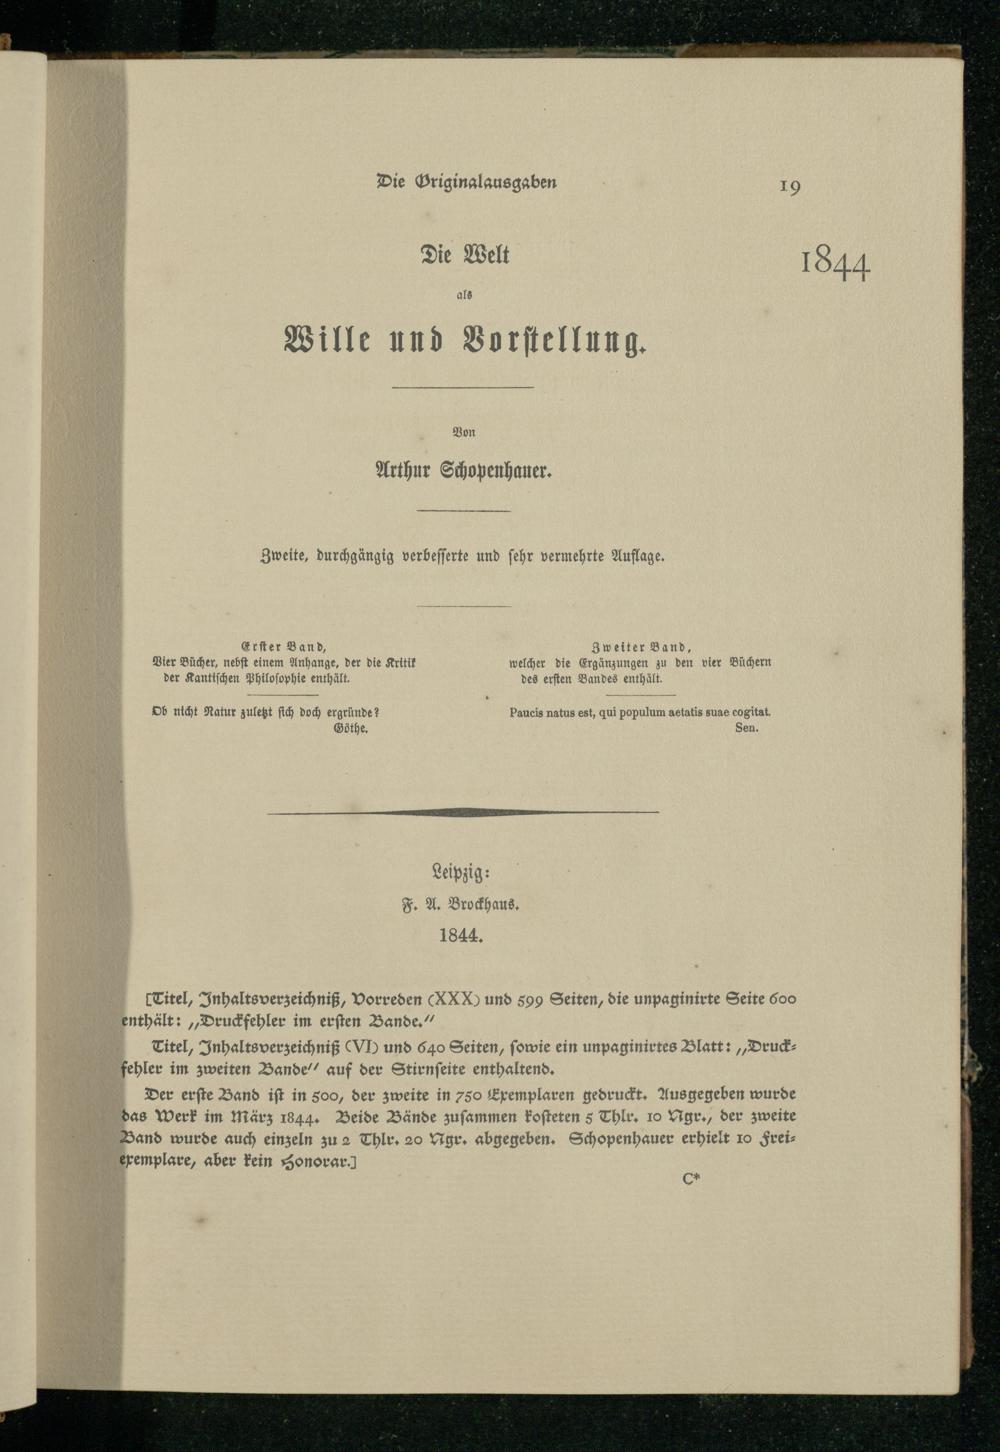 Die Originalausgaben 19
1844
Die Welt
als
Wille und Vorstellung.
Von
Arthur Schopenhauer.
Zweite, durchgängig verbesserte und sehr vermehrte Auflage.
Erster Band,
Vier Bücher, nebst einem Anhange, der die Kritik
der Kantischen Philosophie enthält.
Ob nicht Natur zuletzt sich doch ergründe?
Göthe.
Zweiter Band,
welcher die Ergänzungen zu den vier Büchern
des ersten Bandes enthält.
Paucis natus est, qui populum aetatis suae cogitat.
Sen.
Leipzig:
F. A. Brockhaus.
1844.
[Titel, Inhaltsverzeichniß, Vorreden (XXX) und 599 Seiten, die unpaginirte Seite 600
enthält: „Druckfehler im ersten Bande.“
Titel, Inhaltsverzeichniß (VI) und 640 Seiten, sowie ein unpaginirtes Blatt: „Druck-
fehler im zweiten Bande“ auf der Stirnseite enthaltend.
Der erste Band ist in 500, der zweite in 750 Exemplaren gedruckt. Ausgegeben wurde
das Werk im März 1844. Beide Bände zusammen kosteten 5 Thlr. 10 Ngr., der zweite
Band wurde auch einzeln zu 2 Thlr. 20 Ngr. abgegeben. Schopenhauer erhielt 10 Frei-
exemplare, aber kein Honorar.]
C*